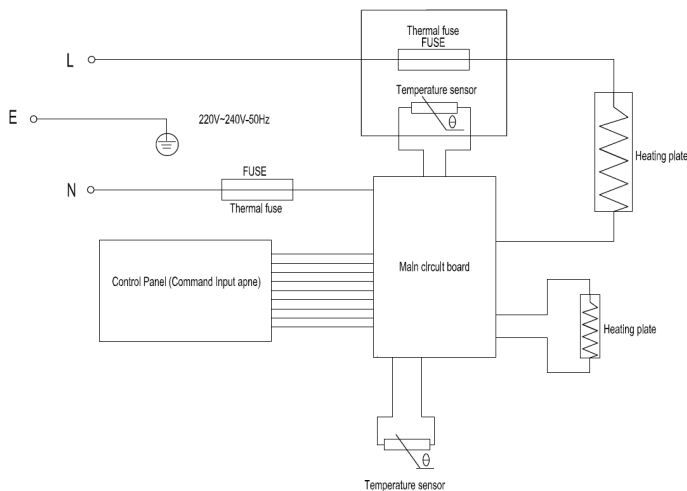 Thermal fuse
FUSE
L
Temperature sensor
θ
E
220V~240V-50Hz
Heating plate
FUSE
N
Thermal fuse
Main circuit board
Control Panel (Command Input apne)
Heating plate
θ
Temperature sensor